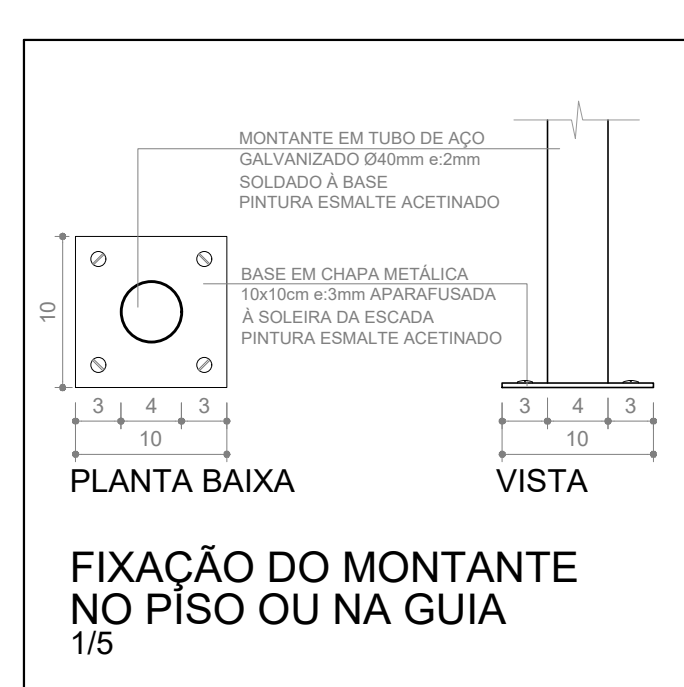 MONTANTE EM TUBO DE AÇO
GALVANIZADO Ø40mm e:2mm
SOLDADO À BASE
PINTURA ESMALTE ACETINADO
BASE EM CHAPA METÁLICA
10x10cm e:3mm APARAFUSADA
À SOLEIRA DA ESCADA
PINTURA ESMALTE ACETINADO
10
3 4 3
10
3 4 3
10
PLANTA BAIXA
VISTA
FIXAÇÃO DO MONTANTE
NO PISO OU NA GUIA
1/5